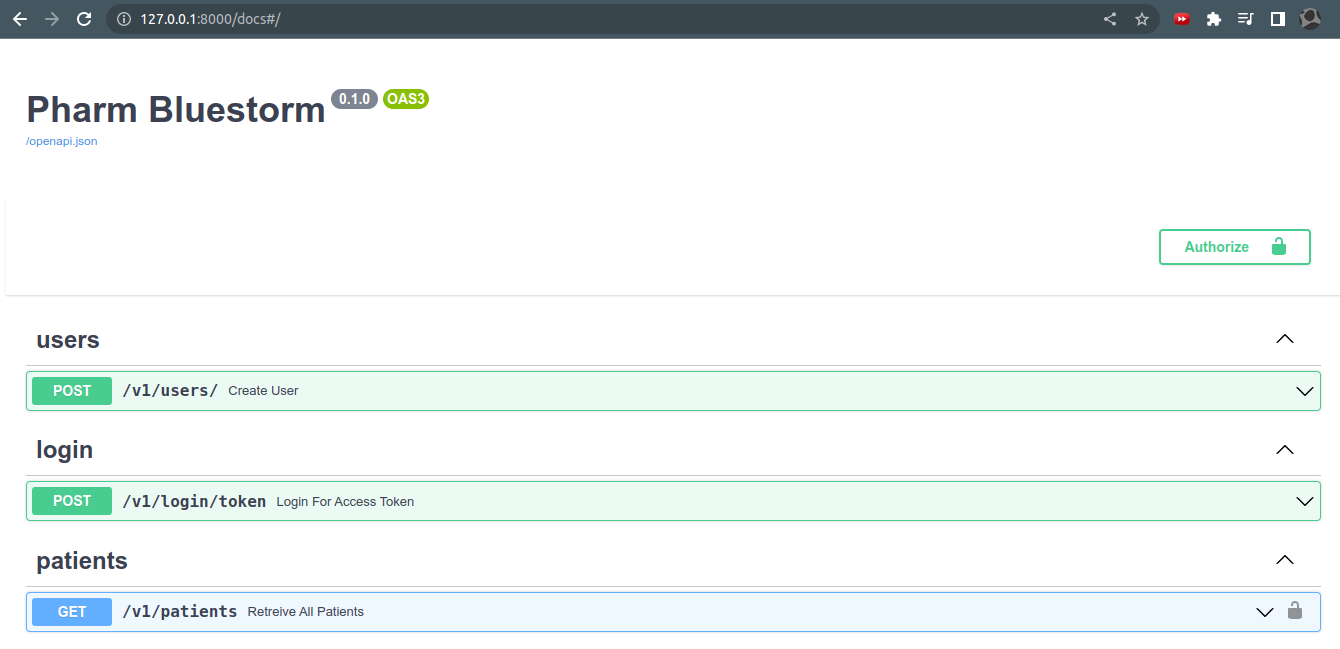 127.0.0.1:8000/docs#/
Pharm Bluestorm 0.1.0 OAS3
/openapi.json
Authorize
users
POST /v1/users/ Create User
login
POST /v1/login/token Login For Access Token
patients
GET /v1/patients Retreive All Patients